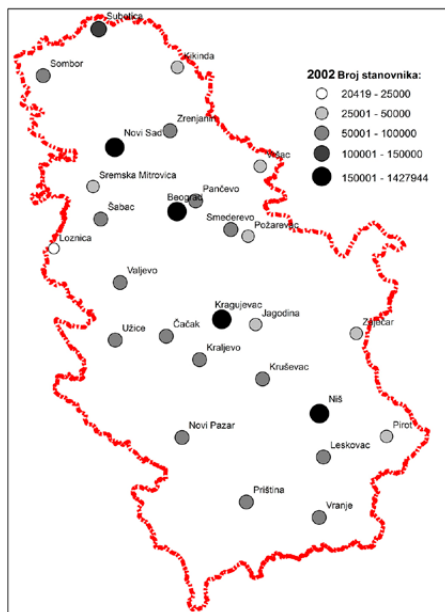 Subotica
Sombor
Kikinda
2002 Broj stanovnika:
20419 - 25000
25001 - 50000
50001 - 100000
100001 - 150000
150001 - 1427944
Zrenjanin
Novi Sad
Vršac
Sremska Mitrovica
Pančevo
Beograd
Šabac
Smederevo
Požarevac
Loznica
Valjevo
Kragujevac
Jagodina
Zaječar
Užice
Čačak
Kraljevo
Kruševac
Niš
Novi Pazar
Pirot
Leskovac
Priština
Vranje